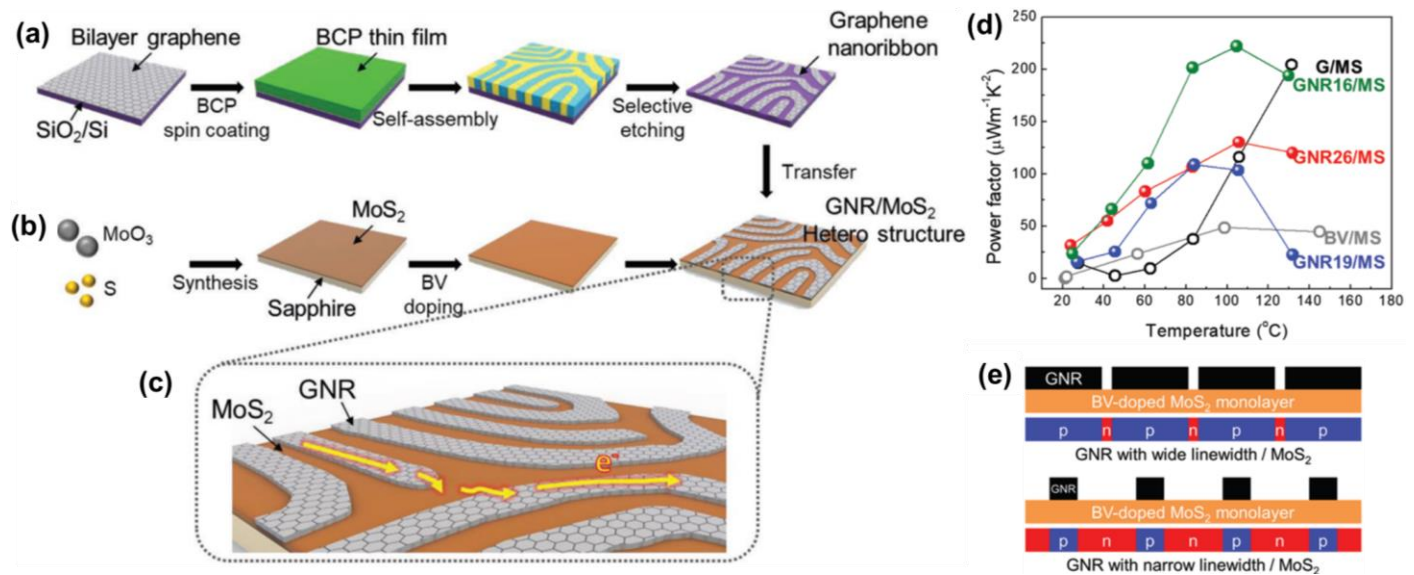 (a)
Bilayer graphene
BCP thin film
Graphene
nanoribbon
SiO2/Si
BCP
spin coating
Self-assembly
Selective
etching
Transfer
(b)
MoO3
S
Synthesis
MoS2
Sapphire
BV
doping
GNR/MoS2
Hetero structure
(c)
MoS2
GNR
e-
(d)
Power factor (μWm-1K-2)
250
200
150
100
50
0
20 40 60 80 100 120 140 160 180
Temperature (oC)
G/MS
GNR16/MS
GNR26/MS
BV/MS
GNR19/MS
(e)
GNR
BV-doped MoS2 monolayer
p n p n p n p
GNR with wide linewidth / MoS2
GNR
BV-doped MoS2 monolayer
p n p n p n p
GNR with narrow linewidth / MoS2